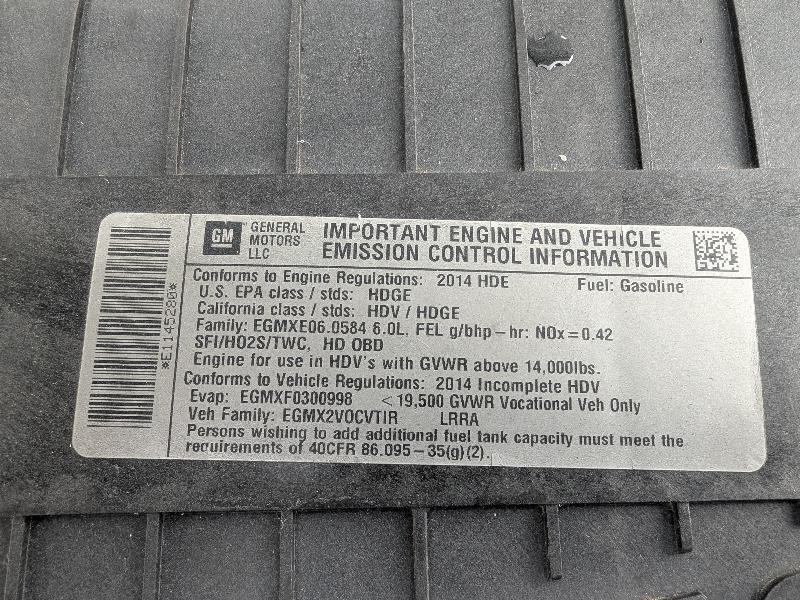 GM
GENERAL
MOTORS
LLC
IMPORTANT ENGINE AND VEHICLE
EMISSION CONTROL INFORMATION
*E1145280*
Conforms to Engine Regulations: 2014 HDE Fuel: Gasoline
U.S. EPA class / stds: HDGE
California class / stds: HDV / HDGE
Family: EGMXE06.0584 6.0L, FEL g/bhp-hr: NOx=0.42
SFI/HO2S/TWC, HD OBD
Engine for use in HDV's with GVWR above 14,000lbs.
Conforms to Vehicle Regulations: 2014 Incomplete HDV
Evap: EGMXF0300998 <19,500 GVWR Vocational Veh Only
Veh Family: EGMX2VOCVTIR LRRA
Persons wishing to add additional fuel tank capacity must meet the
requirements of 40CFR 86.095-35(g)(2).